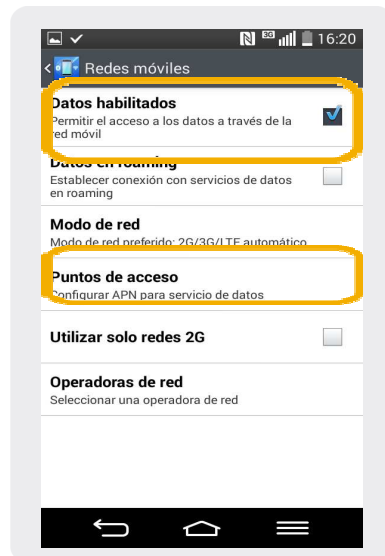 N 3G 16:20
< Redes móviles
Datos habilitados
Permitir el acceso a los datos a través de la
red móvil
Datos en roaming
Establecer conexión con servicios de datos
en roaming
Modo de red
Modo de red preferido: 2G/3G/LTE automático
Puntos de acceso
Configurar APN para servicio de datos
Utilizar solo redes 2G
Operadoras de red
Seleccionar una operadora de red